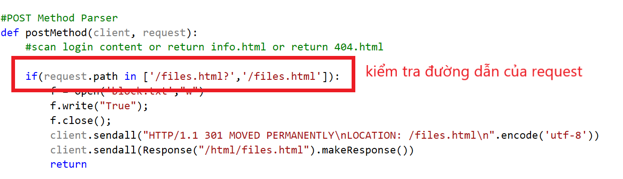 #POST Method Parser
def postMethod(client, request):
#scan login content or return info.html or return 404.html
if(request.path in ['/files.html?','/files.html']):
kiểm tra đường dẫn của request
f = open('block.txt',"w")
f.write("True");
f.close();
client.sendall("HTTP/1.1 301 MOVED PERMANENTLY\nLOCATION: /files.html\n".encode('utf-8'))
client.sendall(Response("/html/files.html").makeResponse())
return